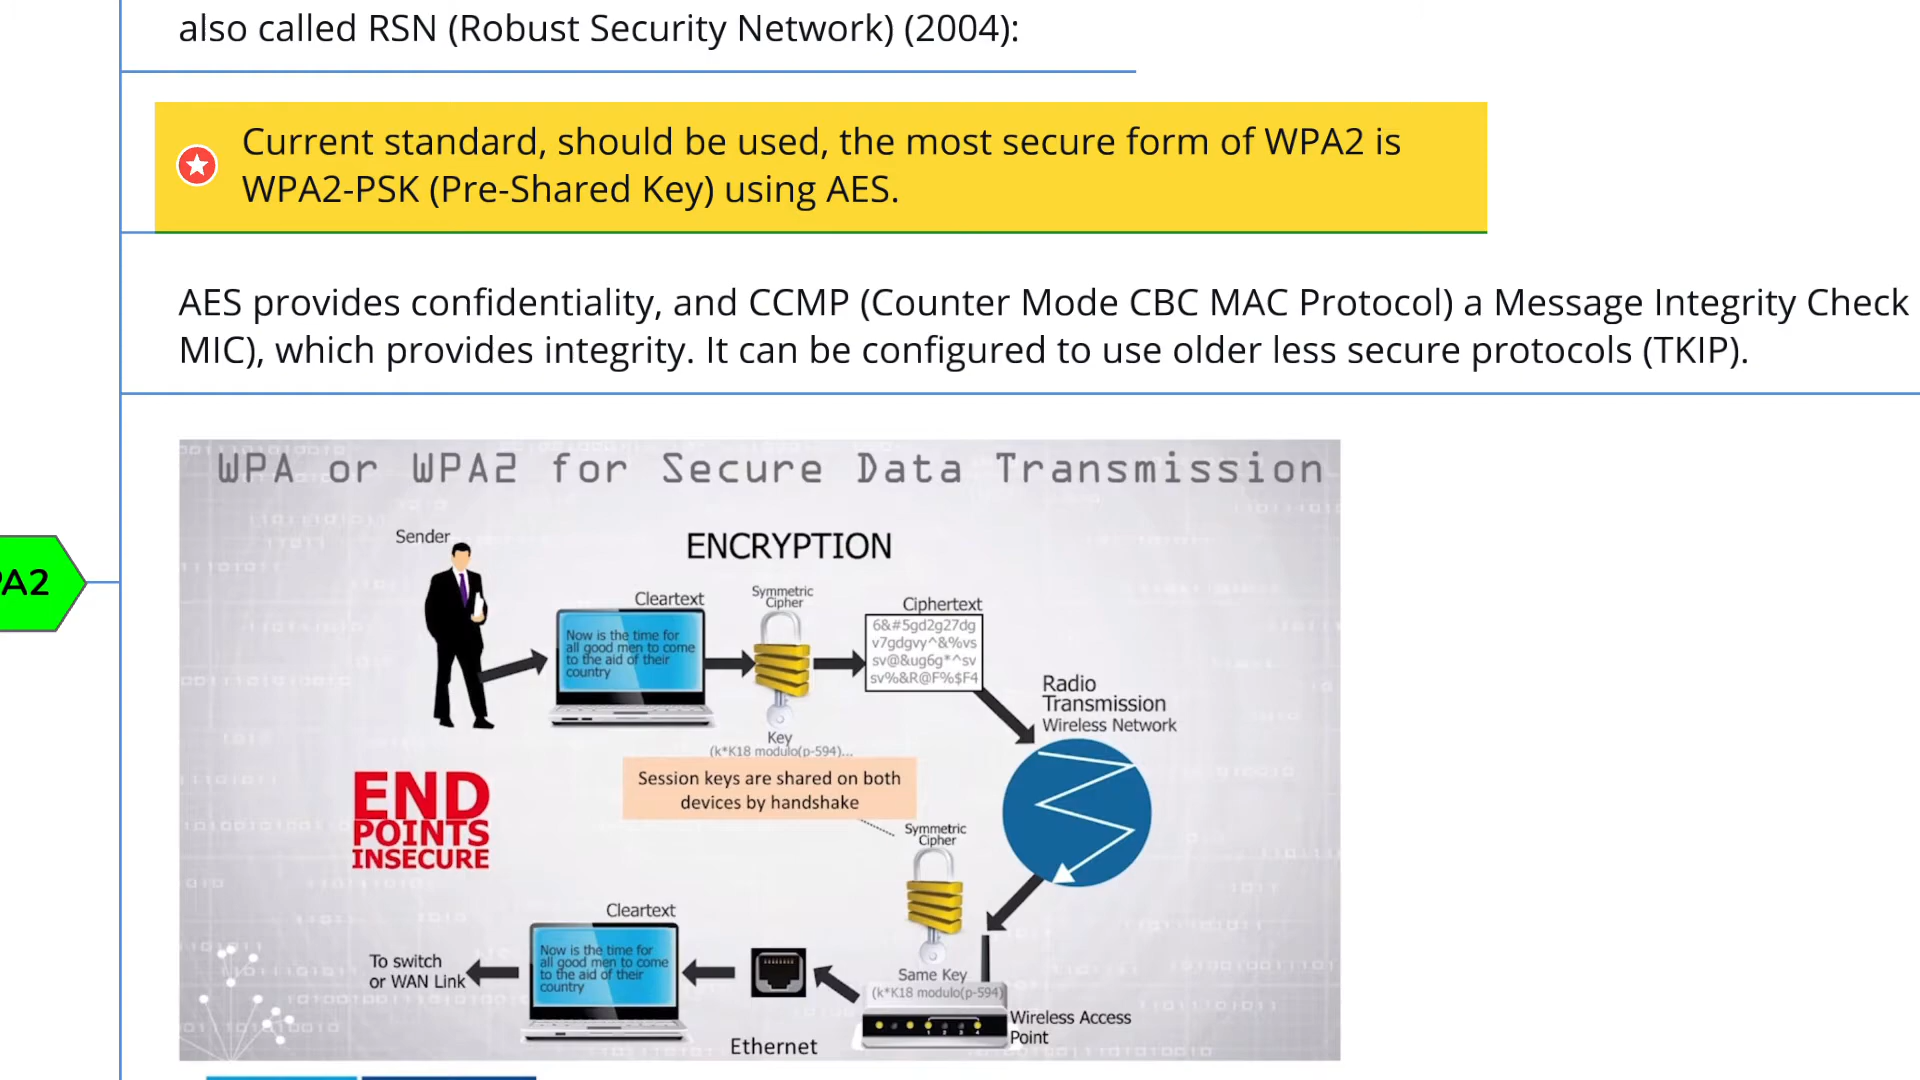 also called RSN (Robust Security Network) (2004):
Current standard, should be used, the most secure form of WPA2 is
WPA2-PSK (Pre-Shared Key) using AES.
AES provides confidentiality, and CCMP (Counter Mode CBC MAC Protocol) a Message Integrity Check
MIC), which provides integrity. It can be configured to use older less secure protocols (TKIP).
PA2
WPA or WPA2 for Secure Data Transmission
Sender
ENCRYPTION
Cleartext
Now is the time for
all good men to come
to the aid of their
country
Symmetric
Cipher
Key
(k*K18 modulo(p-594)...
Ciphertext
6&#5gd2g27dg
v7gdgvy^&%vs
sv@&ug6g*^sv
sv%&R@F%$F4
Radio
Transmission
Wireless Network
Session keys are shared on both
devices by handshake
END
POINTS
INSECURE
Symmetric
Cipher
Same Key
(k*K18 modulo(p-594)
Wireless Access
Point
Ethernet
Cleartext
Now is the time for
all good men to come
to the aid of their
country
To switch
or WAN Link